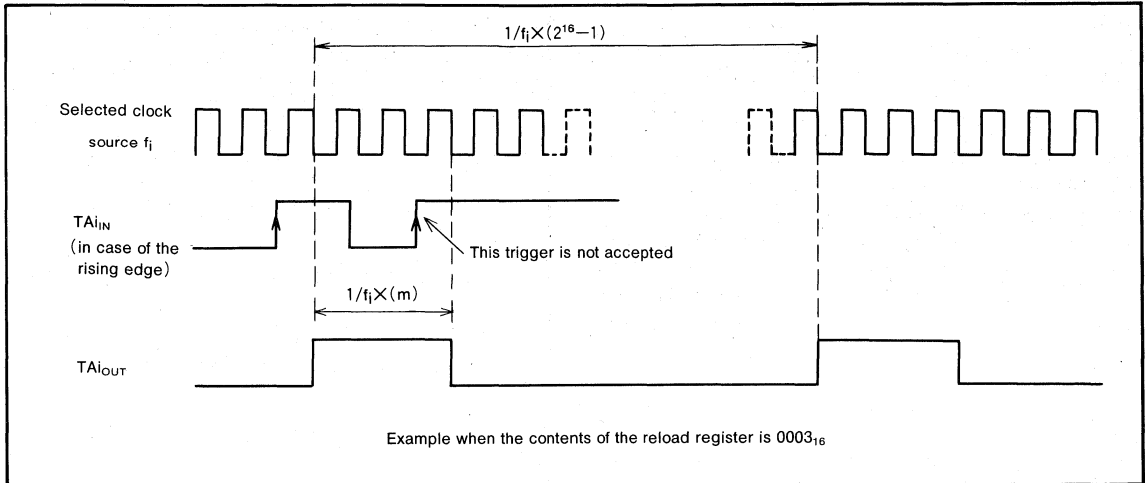 1/fᵢ×(2¹⁶−1)
Selected clock
source fᵢ
TAiIN
(in case of the
rising edge)
This trigger is not accepted
1/fᵢ×(m)
TAiOUT
Example when the contents of the reload register is 0003₁₆